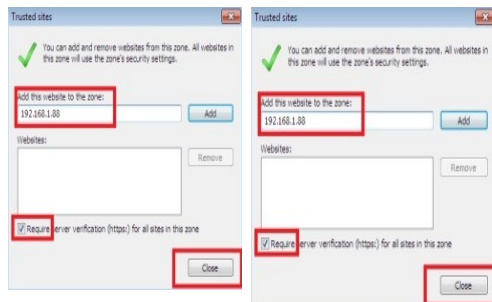 Trusted sites
You can add and remove websites from this zone. All websites in
this zone will use the zone's security settings.
Add this website to the zone:
192.168.1.88
Add
Websites:
Remove
Require server verification (https:) for all sites in this zone
Close
Trusted sites
You can add and remove websites from this zone. All websites in
this zone will use the zone's security settings.
Add this website to the zone:
192.168.1.88
Add
Websites:
Remove
Require server verification (https:) for all sites in this zone
Close